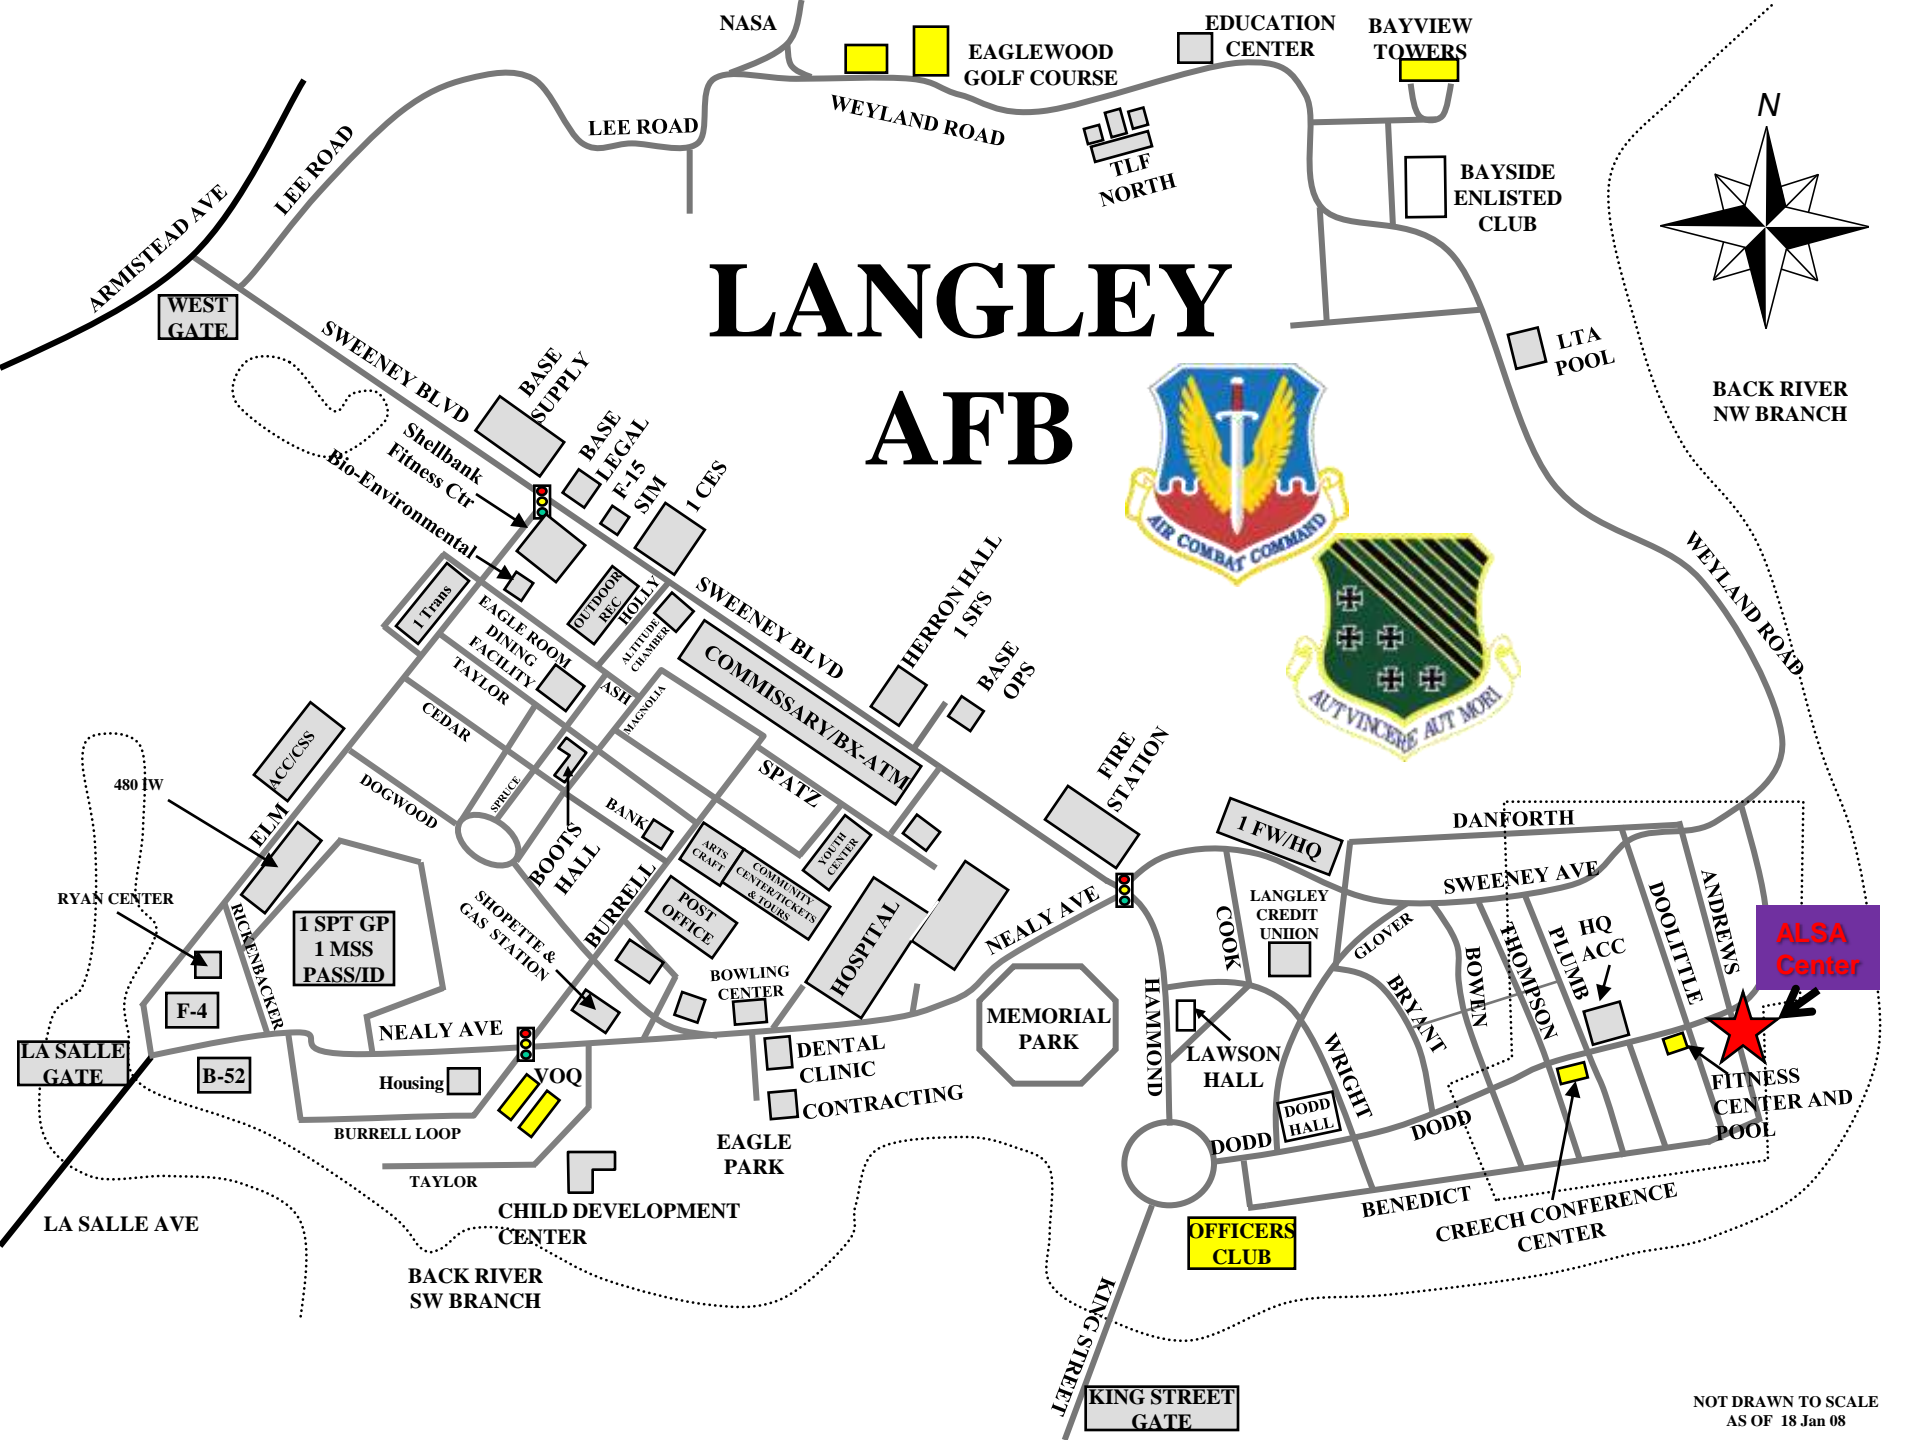 NASA
EDUCATION
CENTER
BAYVIEW
TOWERS
EAGLEWOOD
GOLF COURSE
WEYLAND ROAD
LEE ROAD
LEE ROAD
TLF
NORTH
N
BAYSIDE
ENLISTED
CLUB
ARMISTEAD AVE
WEST
GATE
LANGLEY
AFB
SWEENEY BLVD
LTA
POOL
BACK RIVER
NW BRANCH
BASE
SUPPLY
BASE
LEGAL
F-15
SIM
1 CES
Shellbank
Fitness Ctr
Bio-Environmental
AIR COMBAT COMMAND
WEYLAND ROAD
HERRON HALL
1 SFS
BASE
OPS
1 Trans
OUTDOOR
REC
HOLLY
ALTITUDE
CHAMBER
SWEENEY BLVD
EAGLE ROOM
DINING
FACILITY
TAYLOR
ASH
MAGNOLIA
COMMISSARY/BX-ATM
AUT VINCERE AUT MORI
CEDAR
ACC/CSS
480 IW
DOGWOOD
SPRUCE
SPATZ
FIRE
STATION
ELM
BANK
BOOTS
HALL
ARTS
CRAFT
COMMUNITY
CENTER/TICKETS
& TOURS
YOUTH
CENTER
1 FW/HQ
DANFORTH
SWEENEY AVE
RYAN CENTER
RICKENBACKER
1 SPT GP
1 MSS
PASS/ID
SHOPETTE &
GAS STATION
BURRELL
POST
OFFICE
HOSPITAL
NEALY AVE
COOK
LANGLEY
CREDIT
UNIION
GLOVER
BOWEN
THOMPSON
PLUMB
HQ
ACC
DOOLITTLE
ANDREWS
ALSA
Center
BOWLING
CENTER
F-4
NEALY AVE
MEMORIAL
PARK
HAMMOND
LAWSON
HALL
BRYANT
WRIGHT
LA SALLE
GATE
B-52
Housing
VOQ
DENTAL
CLINIC
CONTRACTING
DODD
HALL
DODD
DODD
FITNESS
CENTER AND
POOL
BURRELL LOOP
EAGLE
PARK
TAYLOR
LA SALLE AVE
CHILD DEVELOPMENT
CENTER
OFFICERS
CLUB
BENEDICT
CREECH CONFERENCE
CENTER
BACK RIVER
SW BRANCH
KING STREET
KING STREET
GATE
NOT DRAWN TO SCALE
AS OF 18 Jan 08